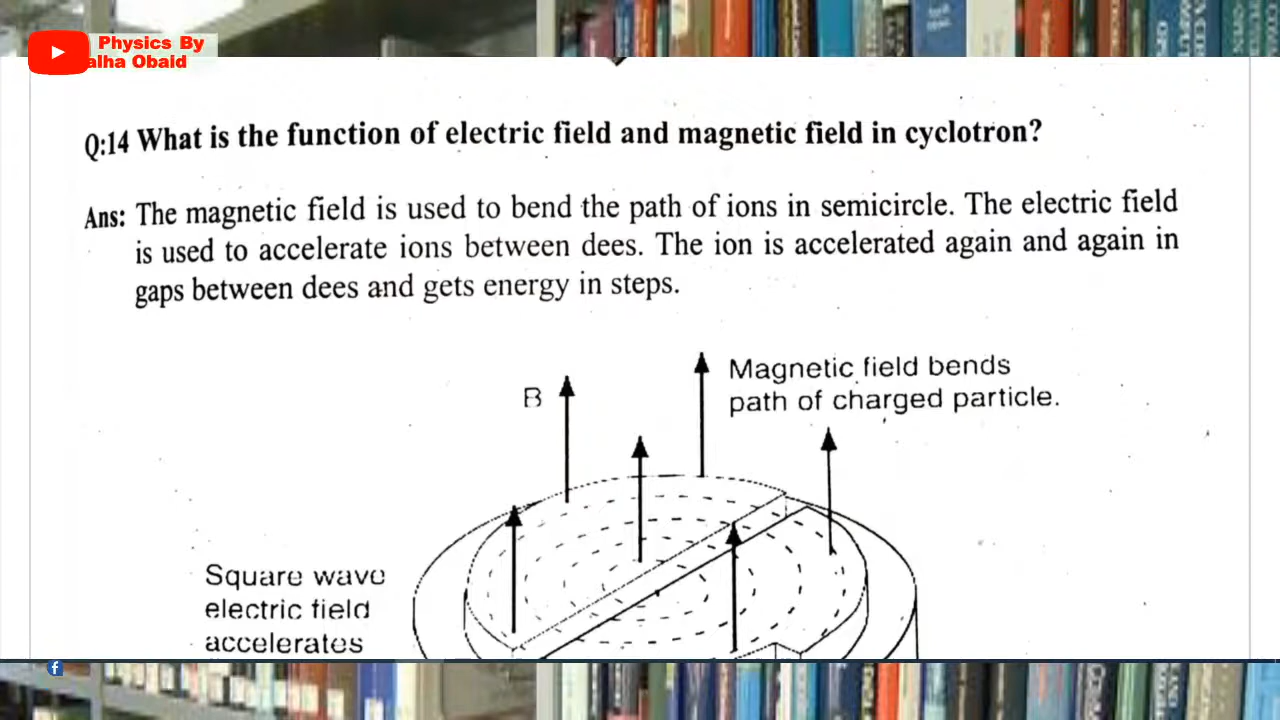 Physics By
alha Obaid
Q:14 What is the function of electric field and magnetic field in cyclotron?
Ans: The magnetic field is used to bend the path of ions in semicircle. The electric field
is used to accelerate ions between dees. The ion is accelerated again and again in
gaps between dees and gets energy in steps.
B
Magnetic field bends
path of charged particle.
Square wave
electric field
accelerates
f